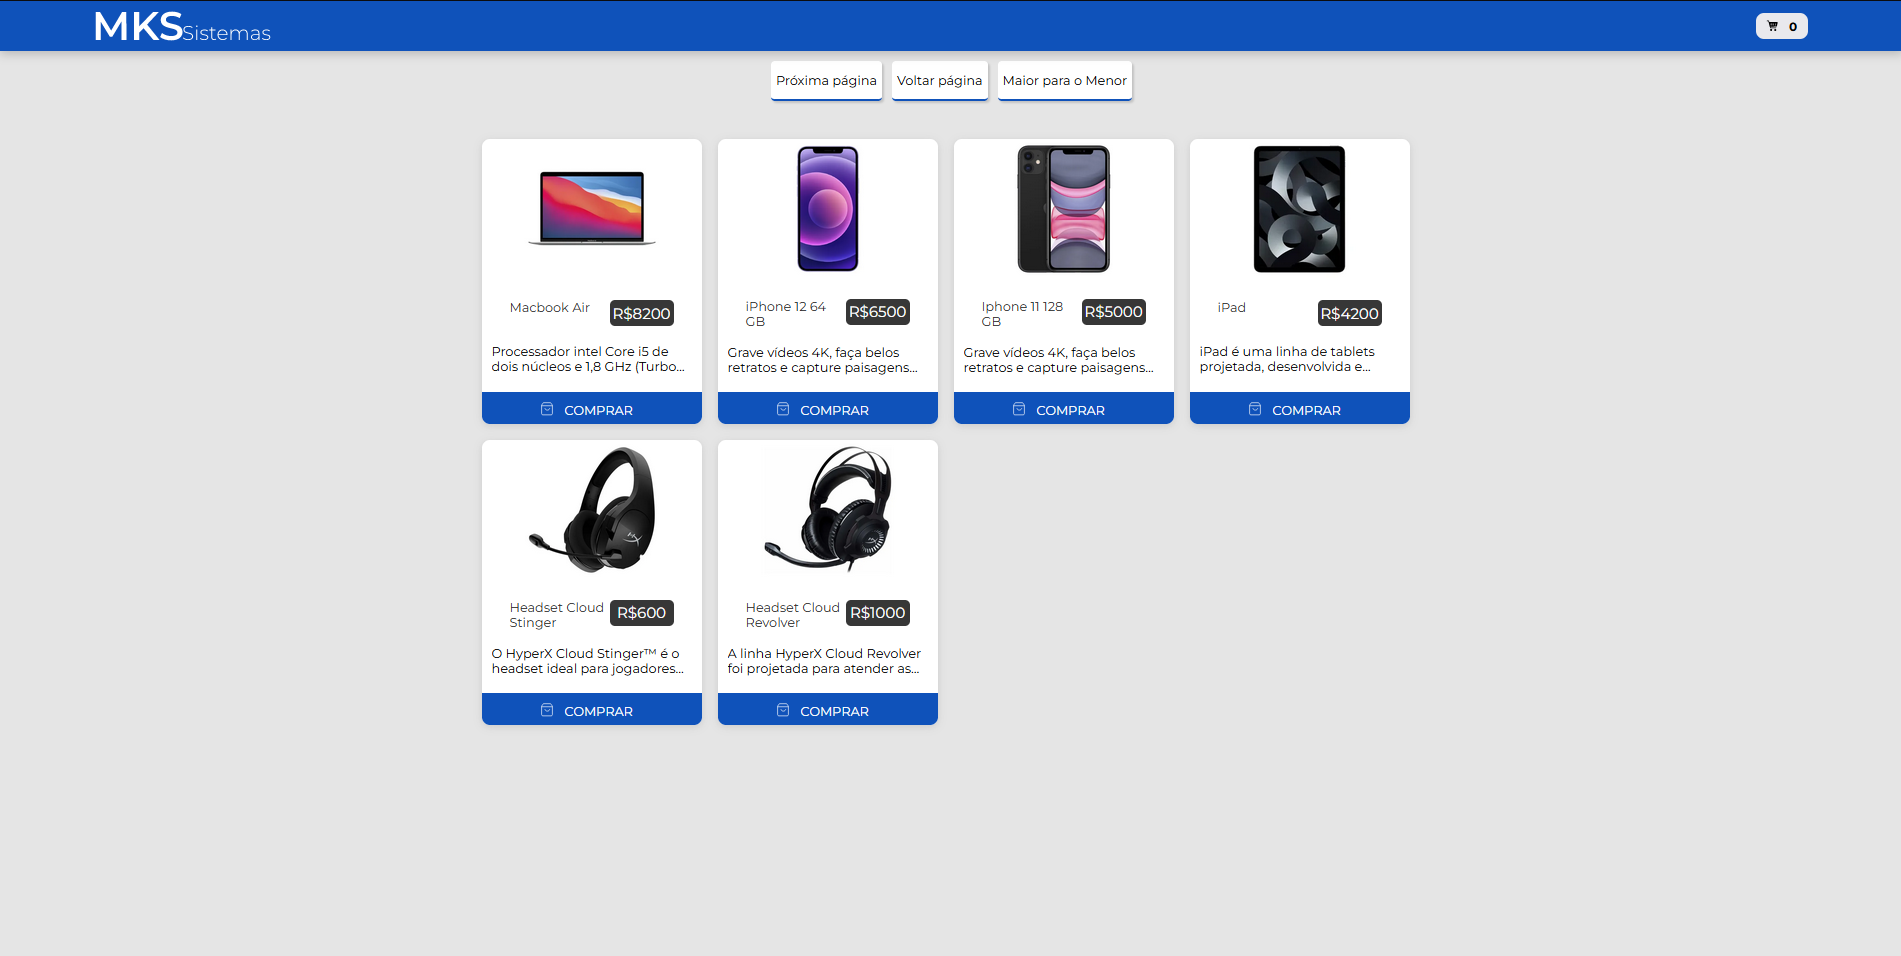 MKSSistemas
0
Próxima página
Voltar página
Maior para o Menor
Macbook Air
R$8200
Processador intel Core i5 de
dois núcleos e 1,8 GHz (Turbo...
COMPRAR
iPhone 12 64
GB
R$6500
Grave vídeos 4K, faça belos
retratos e capture paisagens...
COMPRAR
Iphone 11 128
GB
R$5000
Grave vídeos 4K, faça belos
retratos e capture paisagens...
COMPRAR
iPad
R$4200
iPad é uma linha de tablets
projetada, desenvolvida e...
COMPRAR
Headset Cloud
Stinger
R$600
O HyperX Cloud Stinger™ é o
headset ideal para jogadores...
COMPRAR
Headset Cloud
Revolver
R$1000
A linha HyperX Cloud Revolver
foi projetada para atender as...
COMPRAR